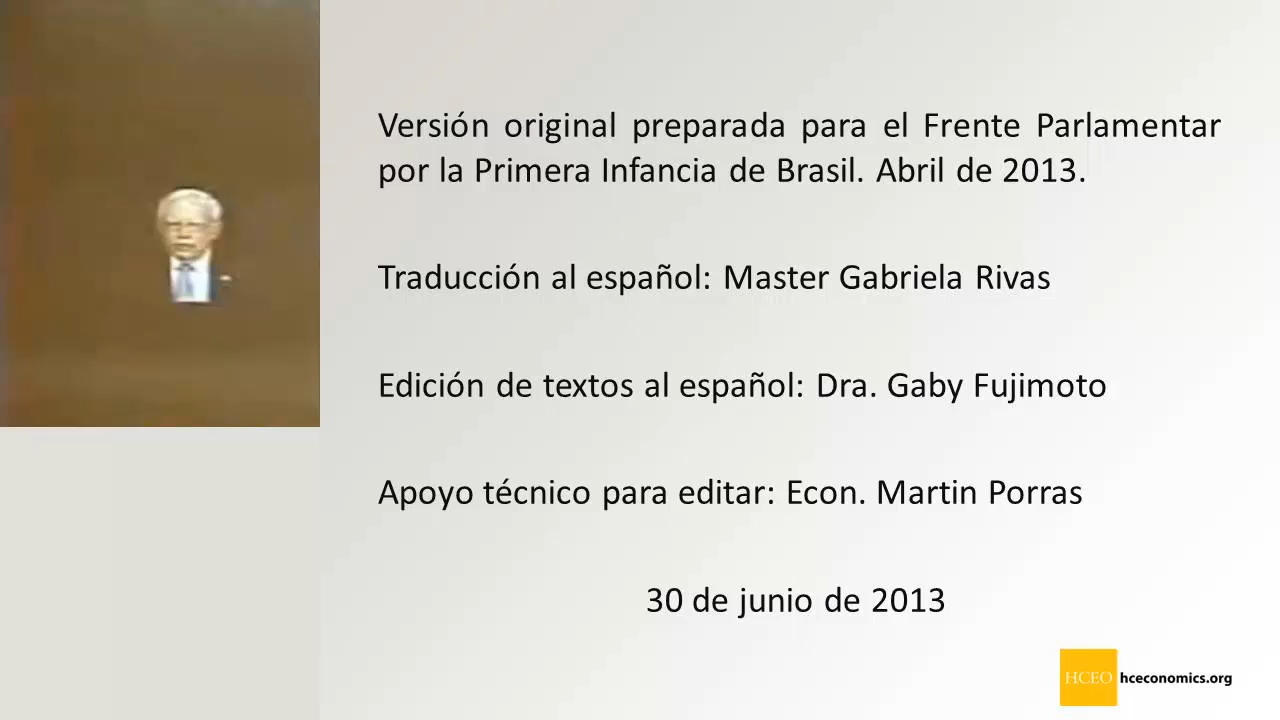 Versión original preparada para el Frente Parlamentar
por la Primera Infancia de Brasil. Abril de 2013.
Traducción al español: Master Gabriela Rivas
Edición de textos al español: Dra. Gaby Fujimoto
Apoyo técnico para editar: Econ. Martin Porras
30 de junio de 2013
HCEO hceconomics.org